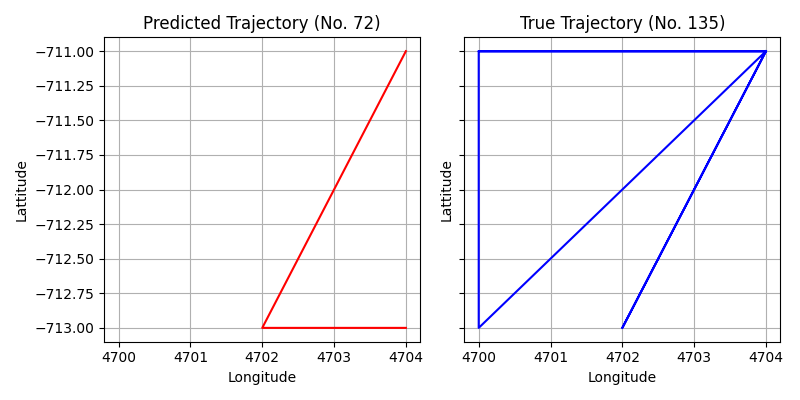 Predicted Trajectory (No. 72)
−711.00
−711.25
−711.50
−711.75
−712.00
−712.25
−712.50
−712.75
−713.00
Lattitude
4700 4701 4702 4703 4704
Longitude
True Trajectory (No. 135)
Lattitude
4700 4701 4702 4703 4704
Longitude